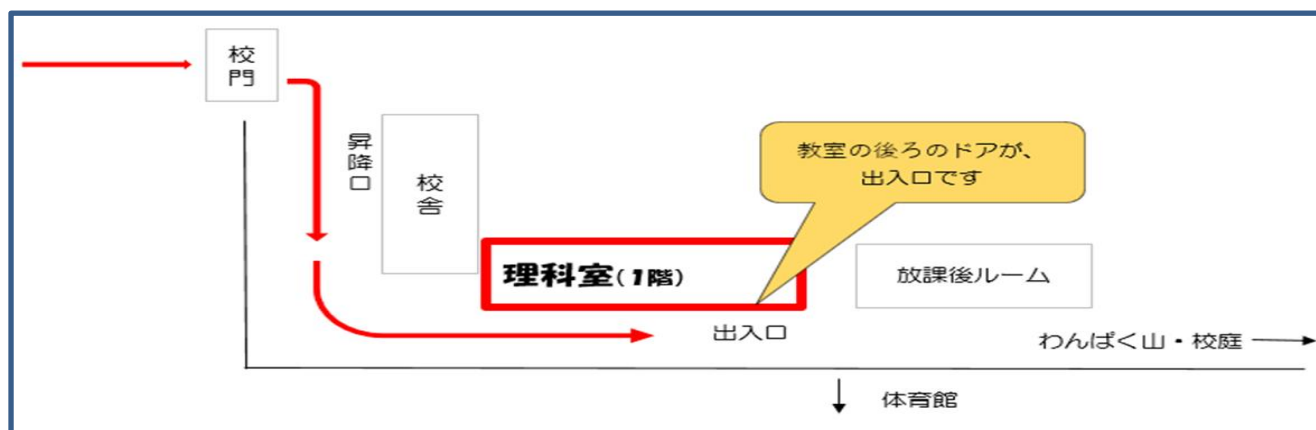 校門
昇降口
校舎
教室の後ろのドアが、
出入口です
理科室(1階)
放課後ルーム
出入口
わんぱく山・校庭
体育館